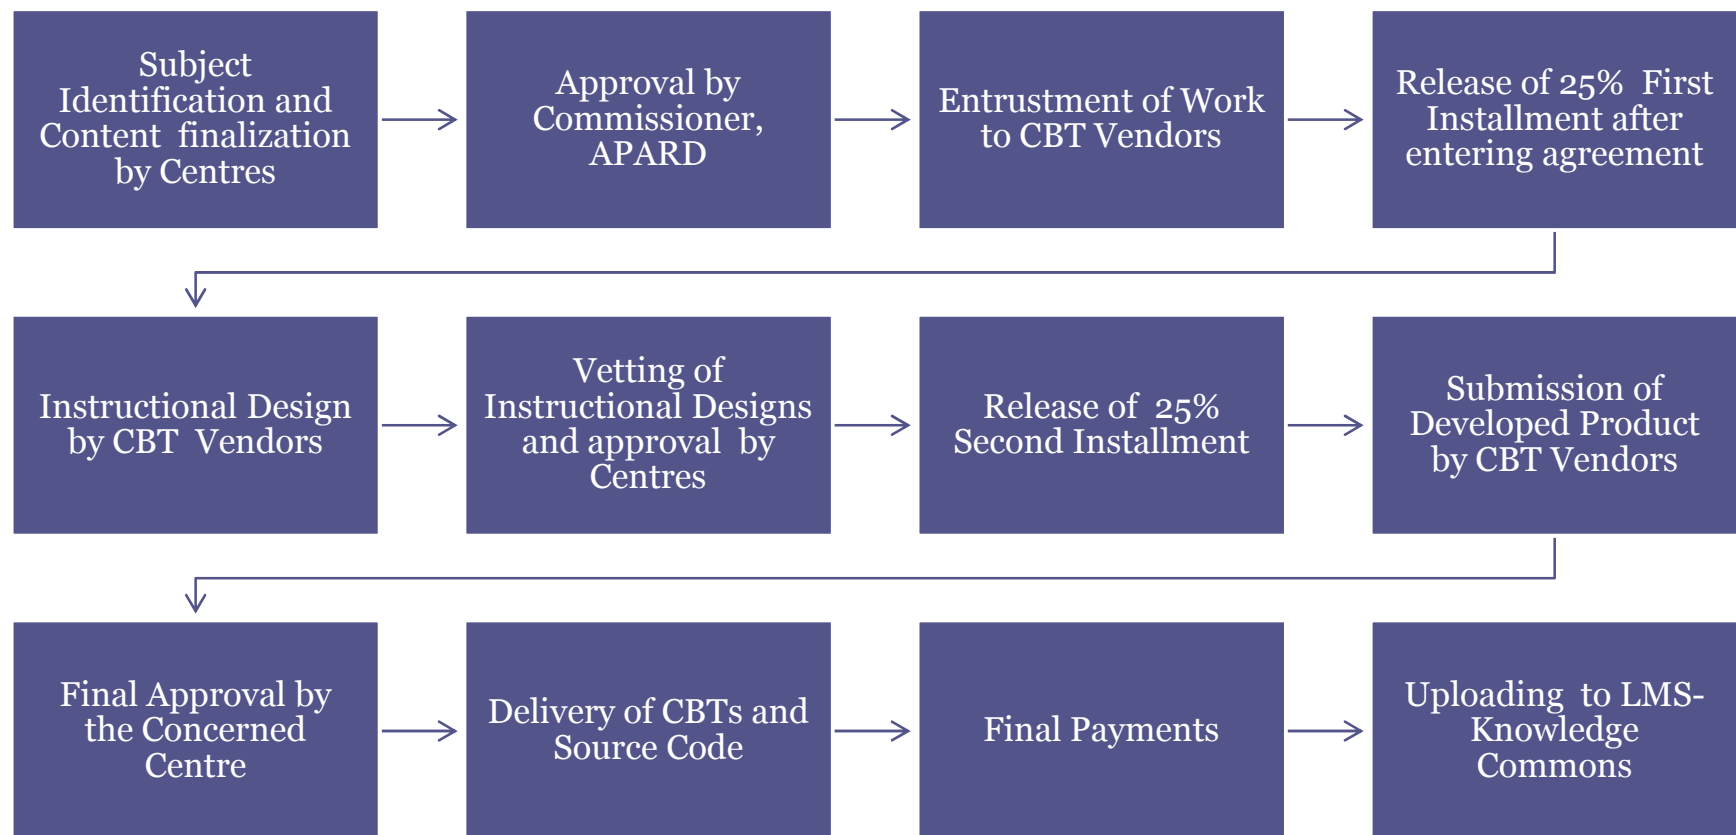 Subject
Identification and
Content finalization
by Centres
Approval by
Commissioner,
APARD
Entrustment of Work
to CBT Vendors
Release of 25% First
Installment after
entering agreement
Instructional Design
by CBT Vendors
Vetting of
Instructional Designs
and approval by
Centres
Release of 25%
Second Installment
Submission of
Developed Product
by CBT Vendors
Final Approval by
the Concerned
Centre
Delivery of CBTs and
Source Code
Final Payments
Uploading to LMS-
Knowledge
Commons